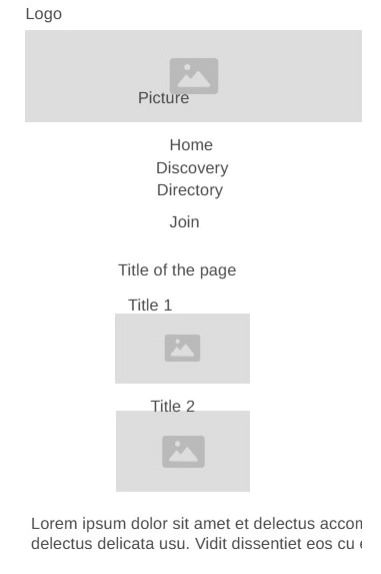 Logo
Picture
Home
Discovery
Directory
Join
Title of the page
Title 1
Title 2
Lorem ipsum dolor sit amet et delectus accom
delectus delicata usu. Vidit dissentiet eos cu